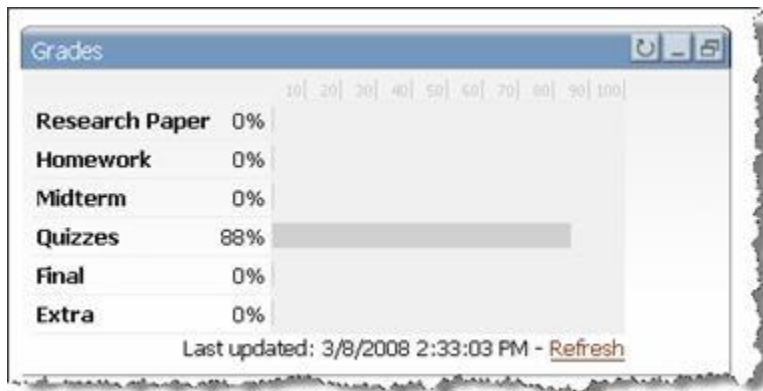 Grades
10| 20| 30| 40| 50| 60| 70| 80| 90| 100|
Research Paper 0%
Homework 0%
Midterm 0%
Quizzes 88%
Final 0%
Extra 0%
Last updated: 3/8/2008 2:33:03 PM - Refresh